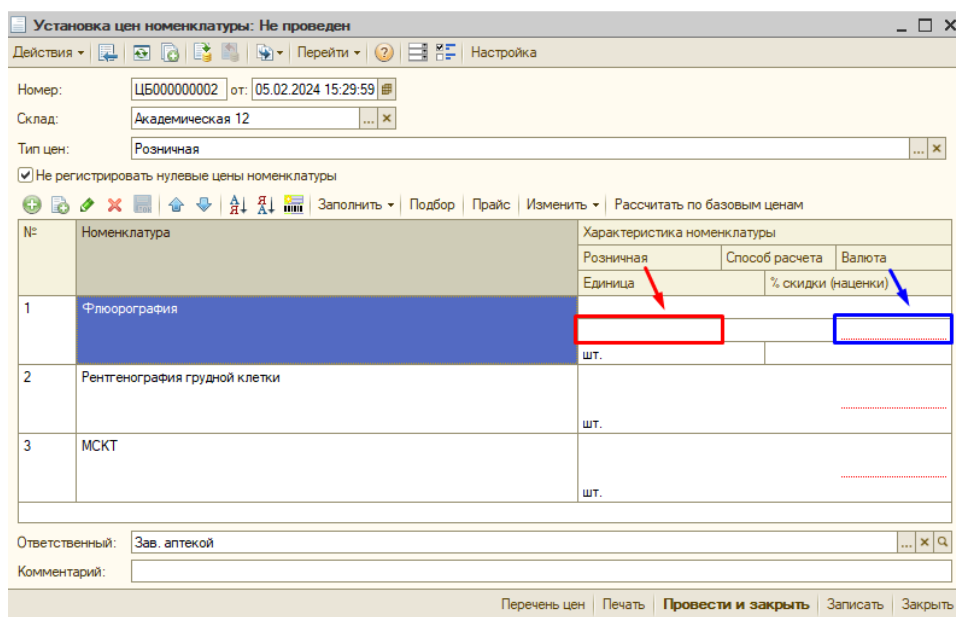 Установка цен номенклатуры: Не проведен
Действия Перейти Настройка
Номер: ЦБ000000002 от: 05.02.2024 15:29:59
Склад: Академическая 12 ...
Тип цен: Розничная ...
Не регистрировать нулевые цены номенклатуры
Заполнить Подбор Прайс Изменить Рассчитать по базовым ценам
№ Номенклатура Характеристика номенклатуры
Розничная Способ расчета Валюта
Единица % скидки (наценки)
1 Флюорография
шт.
2 Рентгенография грудной клетки
шт.
3 МСКТ
шт.
Ответственный: Зав. аптекой ...
Комментарий:
Перечень цен Печать Провести и закрыть Записать Закрыть